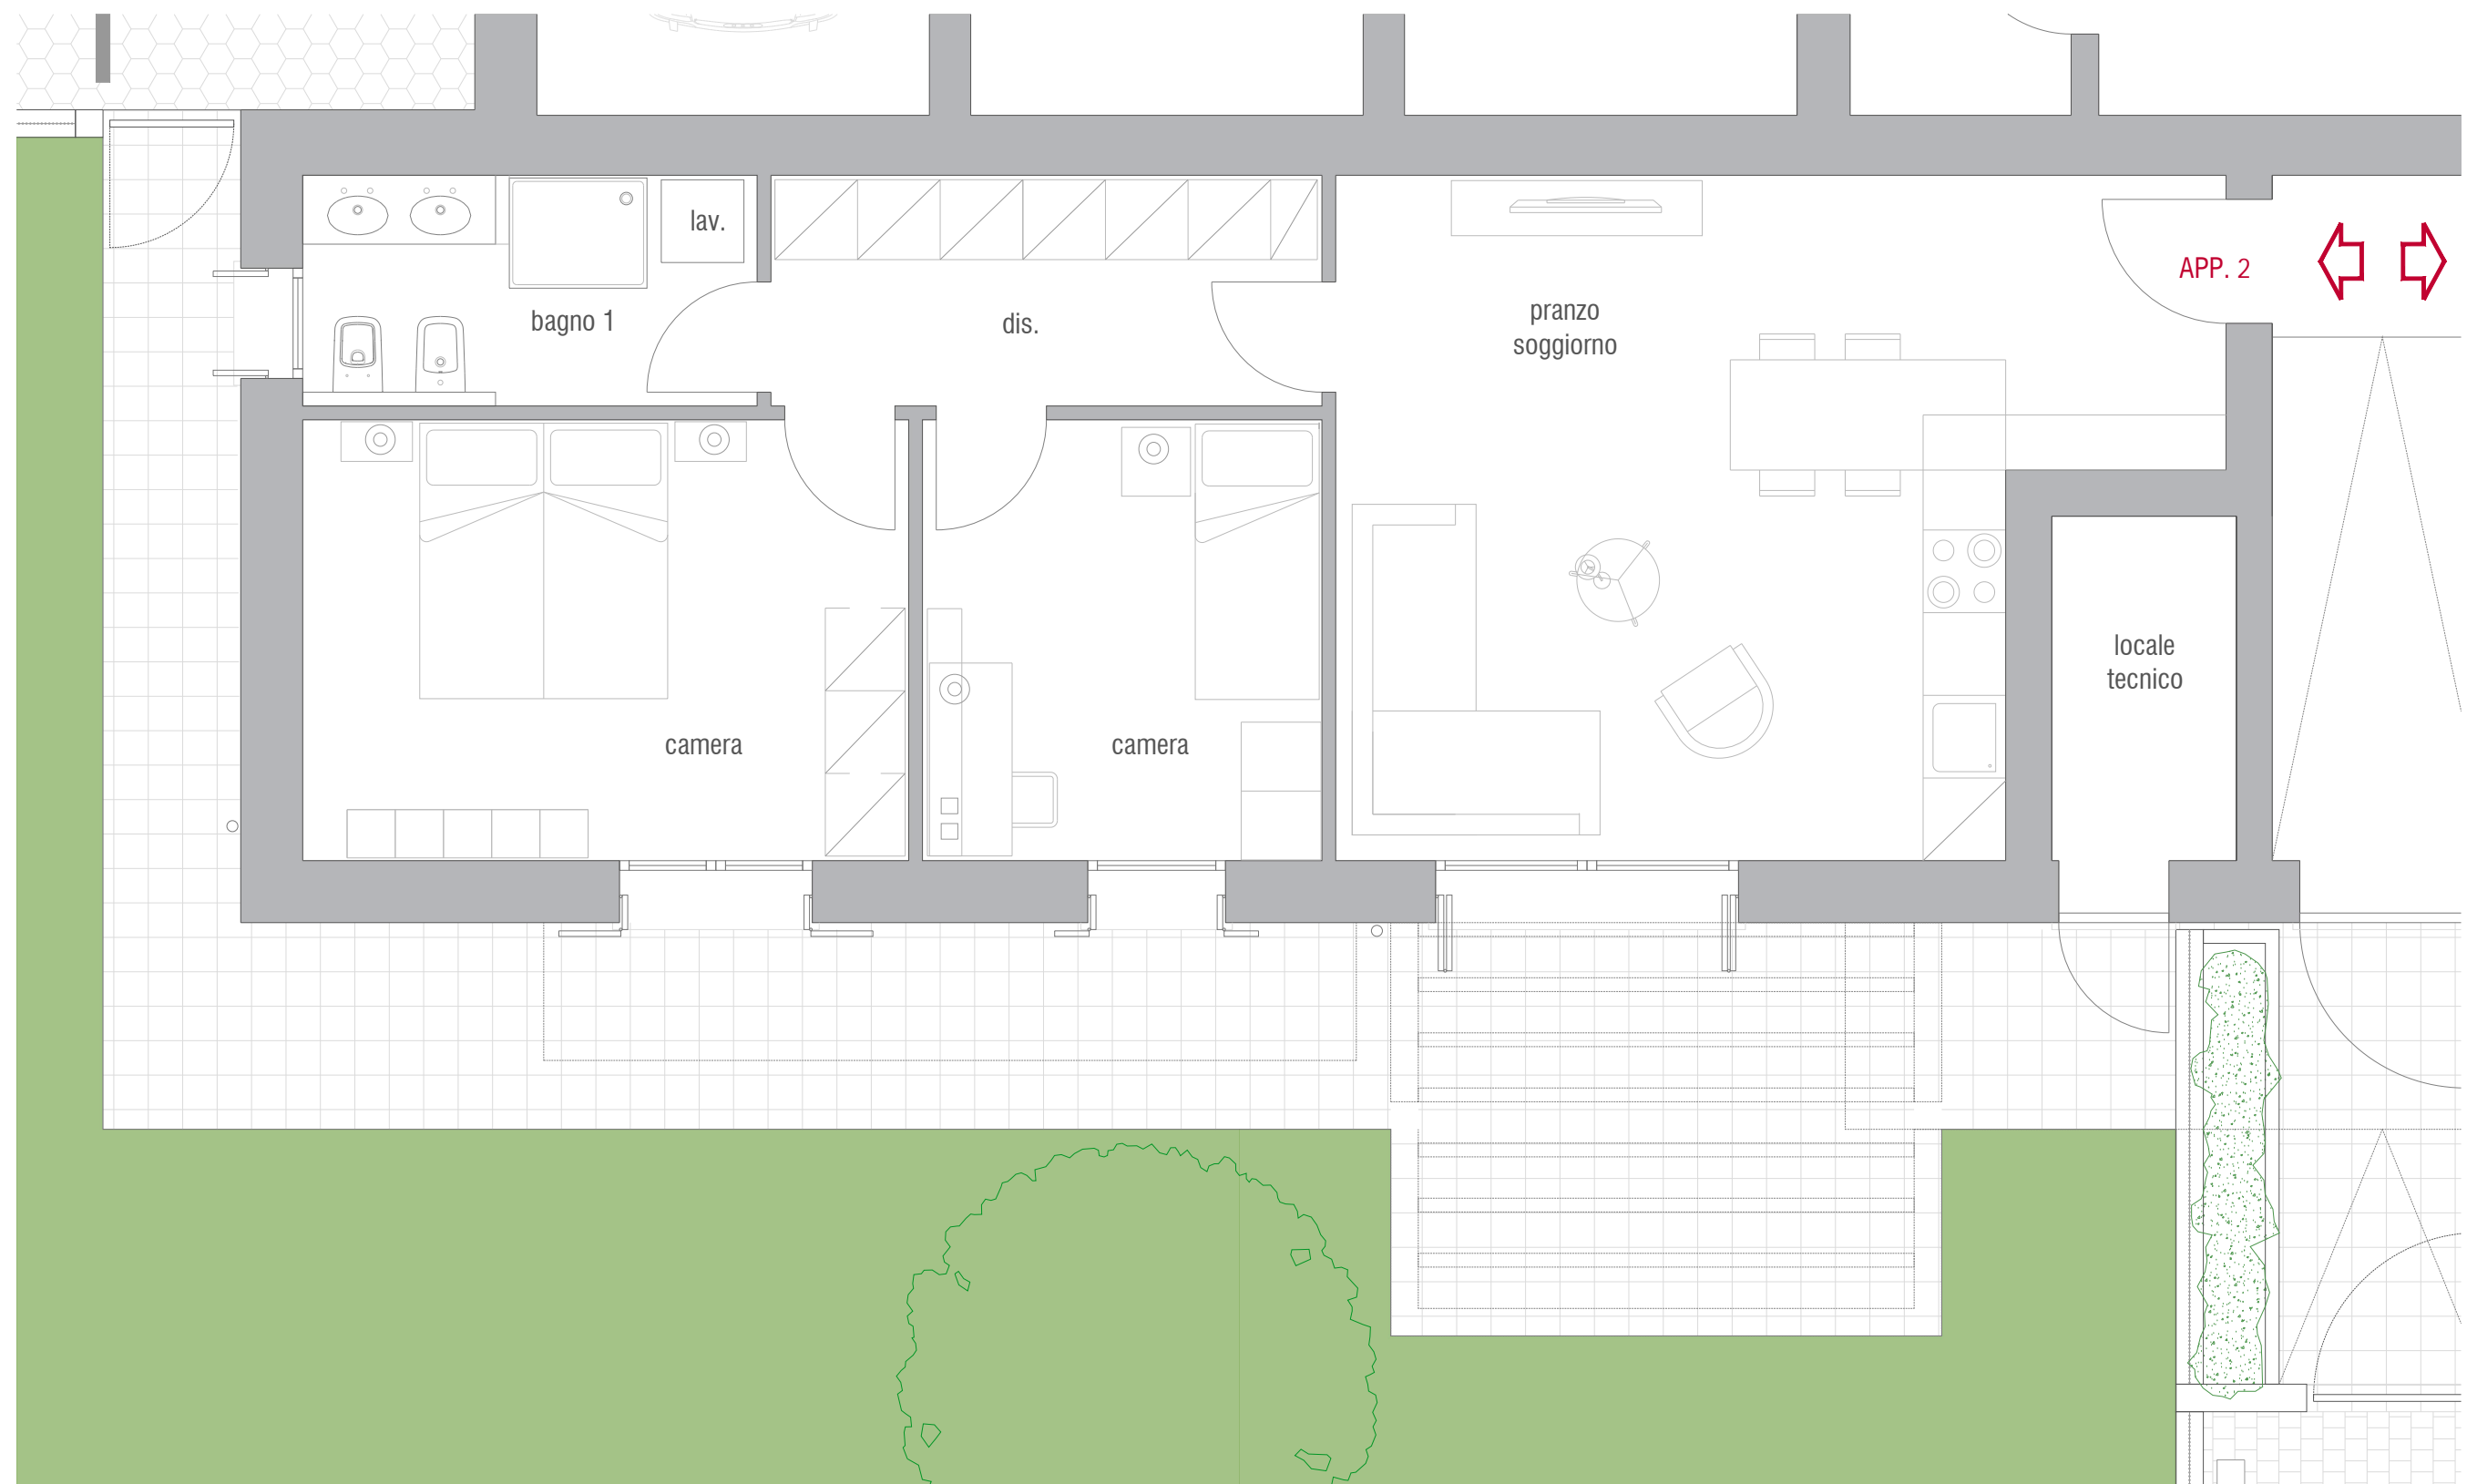 lav.
bagno 1
dis.
pranzo
soggiorno
APP. 2
camera
camera
locale
tecnico